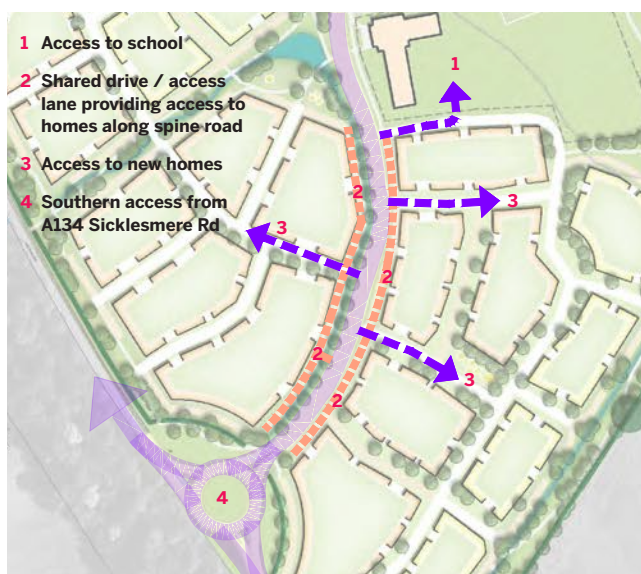 1 Access to school
2 Shared drive / access
lane providing access to
homes along spine road
3 Access to new homes
4 Southern access from
A134 Sicklesmere Rd
1
2
3
3
2
2
3
2
4